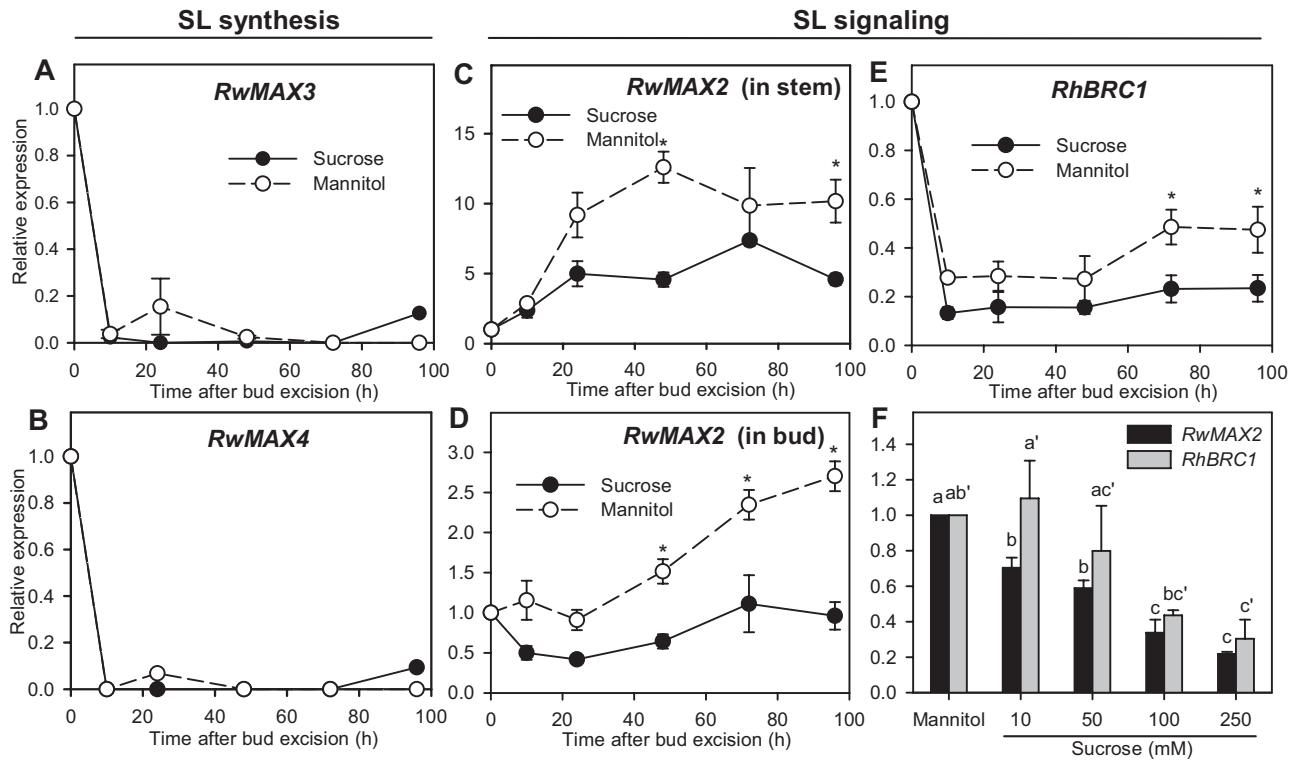 SL synthesis
SL signaling
A
RwMAX3
Relative expression
1.0
0.8
0.6
0.4
0.2
0.0
Sucrose
Mannitol
0 20 40 60 80 100
Time after bud excision (h)
C
RwMAX2 (in stem)
Sucrose
Mannitol
*
*
15
10
5
0
0 20 40 60 80 100
Time after bud excision (h)
E
RhBRC1
Sucrose
Mannitol
*
*
1.0
0.8
0.6
0.4
0.2
0.0
0 20 40 60 80 100
Time after bud excision (h)
B
RwMAX4
Relative expression
1.0
0.8
0.6
0.4
0.2
0.0
0 20 40 60 80 100
Time after bud excision (h)
D
RwMAX2 (in bud)
Sucrose
Mannitol
*
*
*
3.0
2.5
2.0
1.5
1.0
0.5
0.0
0 20 40 60 80 100
Time after bud excision (h)
F
RwMAX2
RhBRC1
1.4
1.2
1.0
0.8
0.6
0.4
0.2
0.0
a ab'
b a'
b ac'
c bc'
c c'
Mannitol 10 50 100 250
Sucrose (mM)